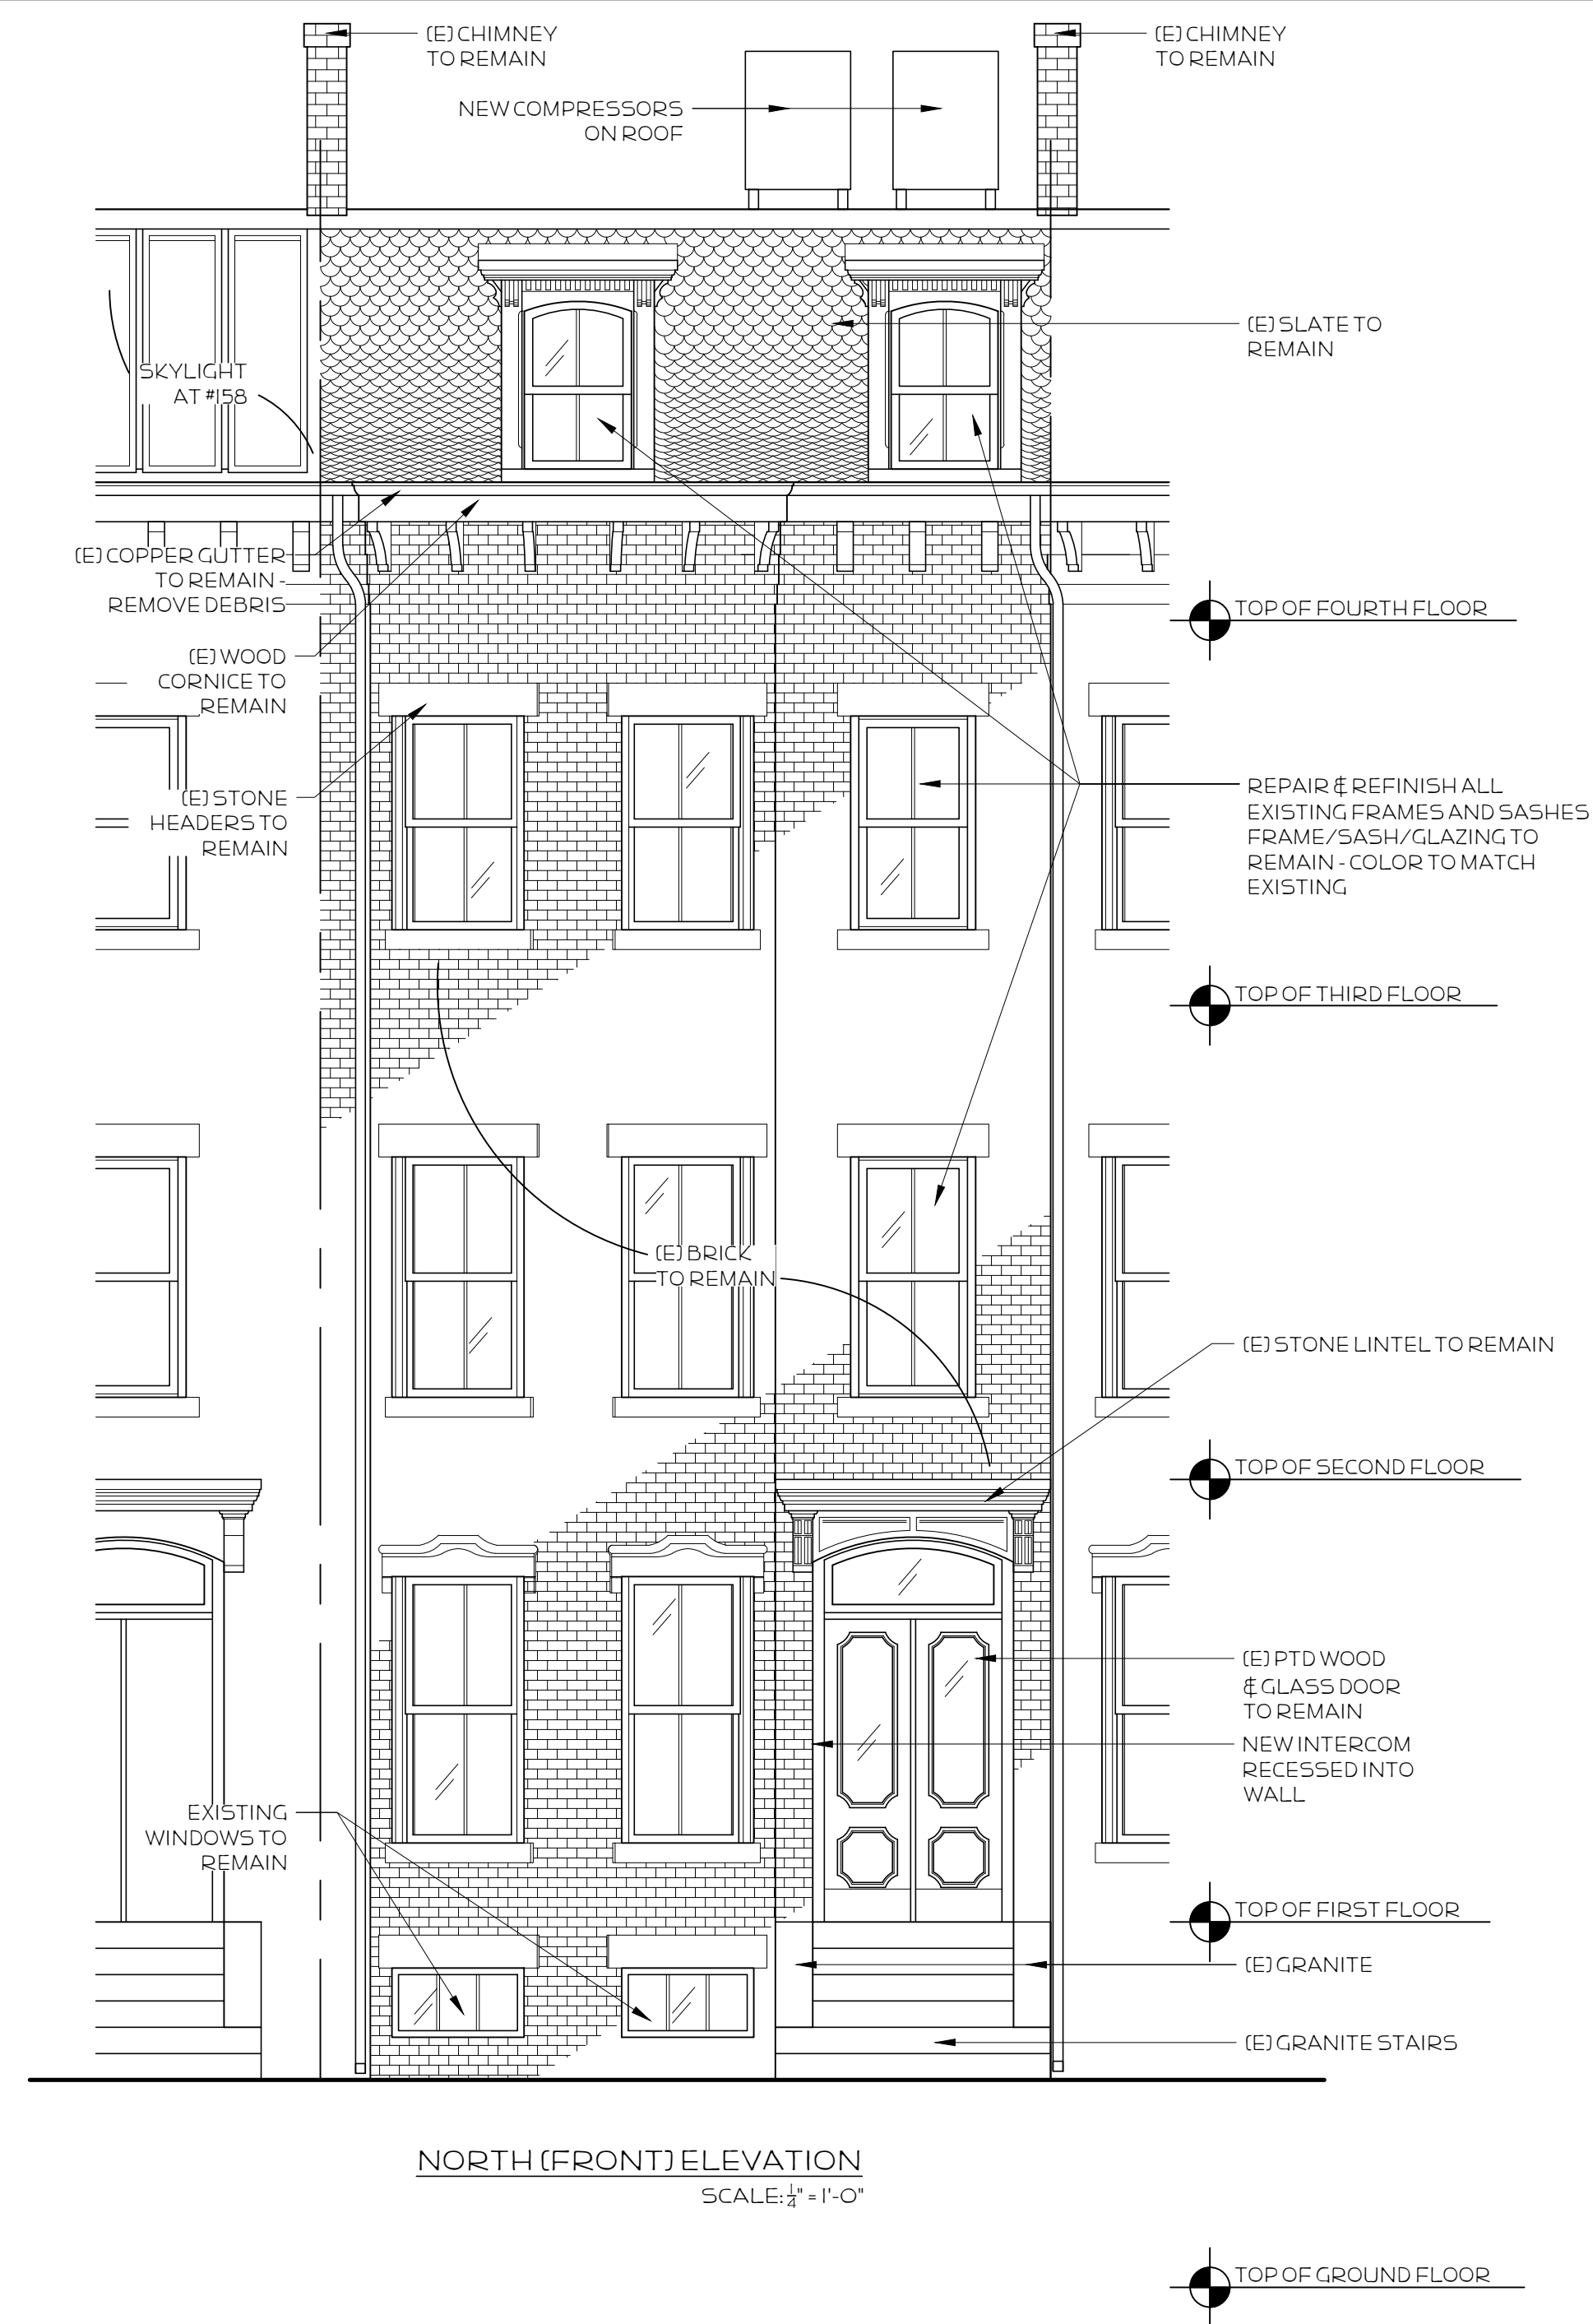 (E) CHIMNEY
TO REMAIN
(E) CHIMNEY
TO REMAIN
NEW COMPRESSORS
ON ROOF
(E) SLATE TO
REMAIN
SKYLIGHT
AT #158
(E) COPPER GUTTER
TO REMAIN -
REMOVE DEBRIS
TOP OF FOURTH FLOOR
(E) WOOD
CORNICE TO
REMAIN
(E) STONE
HEADERS TO
REMAIN
REPAIR & REFINISH ALL
EXISTING FRAMES AND SASHES
FRAME/SASH/GLAZING TO
REMAIN - COLOR TO MATCH
EXISTING
TOP OF THIRD FLOOR
(E) BRICK
TO REMAIN
(E) STONE LINTEL TO REMAIN
TOP OF SECOND FLOOR
(E) PTD WOOD
& GLASS DOOR
TO REMAIN
NEW INTERCOM
RECESSED INTO
WALL
EXISTING
WINDOWS TO
REMAIN
TOP OF FIRST FLOOR
(E) GRANITE
(E) GRANITE STAIRS
NORTH (FRONT) ELEVATION
SCALE: 1/4" = 1'-0"
TOP OF GROUND FLOOR